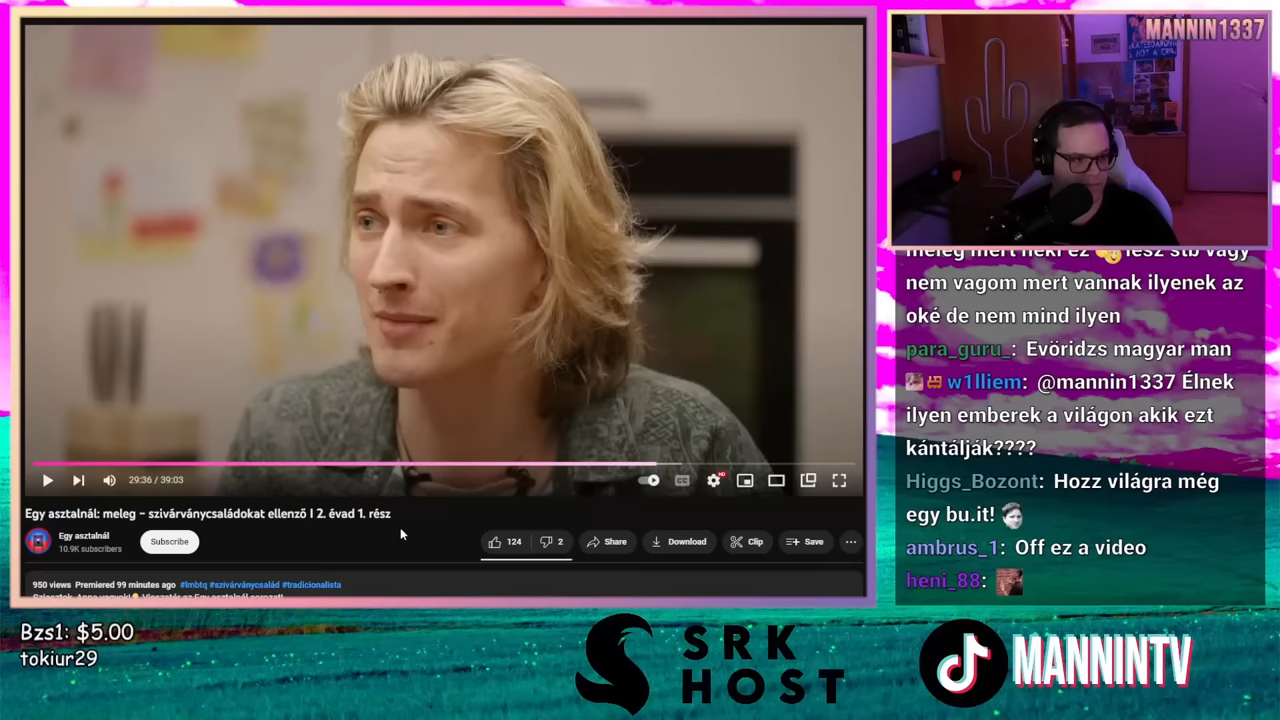 MANNIN1337
meleg mert neki ez lesz stb vagy
nem vagom mert vannak ilyenek az
oké de nem mind ilyen
para_guru_: Evöridzs magyar man
w1lliem: @mannin1337 Élnek
ilyen emberek a világon akik ezt
kántálják????
Higgs_Bozont: Hozz világra még
egy bu.it!
ambrus_1: Off ez a video
heni_88:
29:36 / 39:03
CC
HD
Egy asztalnál: meleg – szivárványcsaládokat ellenző I 2. évad 1. rész
Egy asztalnál
10.9K subscribers
Subscribe
124
2
Share
Download
Clip
Save
950 views Premiered 99 minutes ago #lmbtq #szivárványcsalád #tradicionalista
Bzs1: $5.00
tokiur29
SRK
HOST
MANNINTV